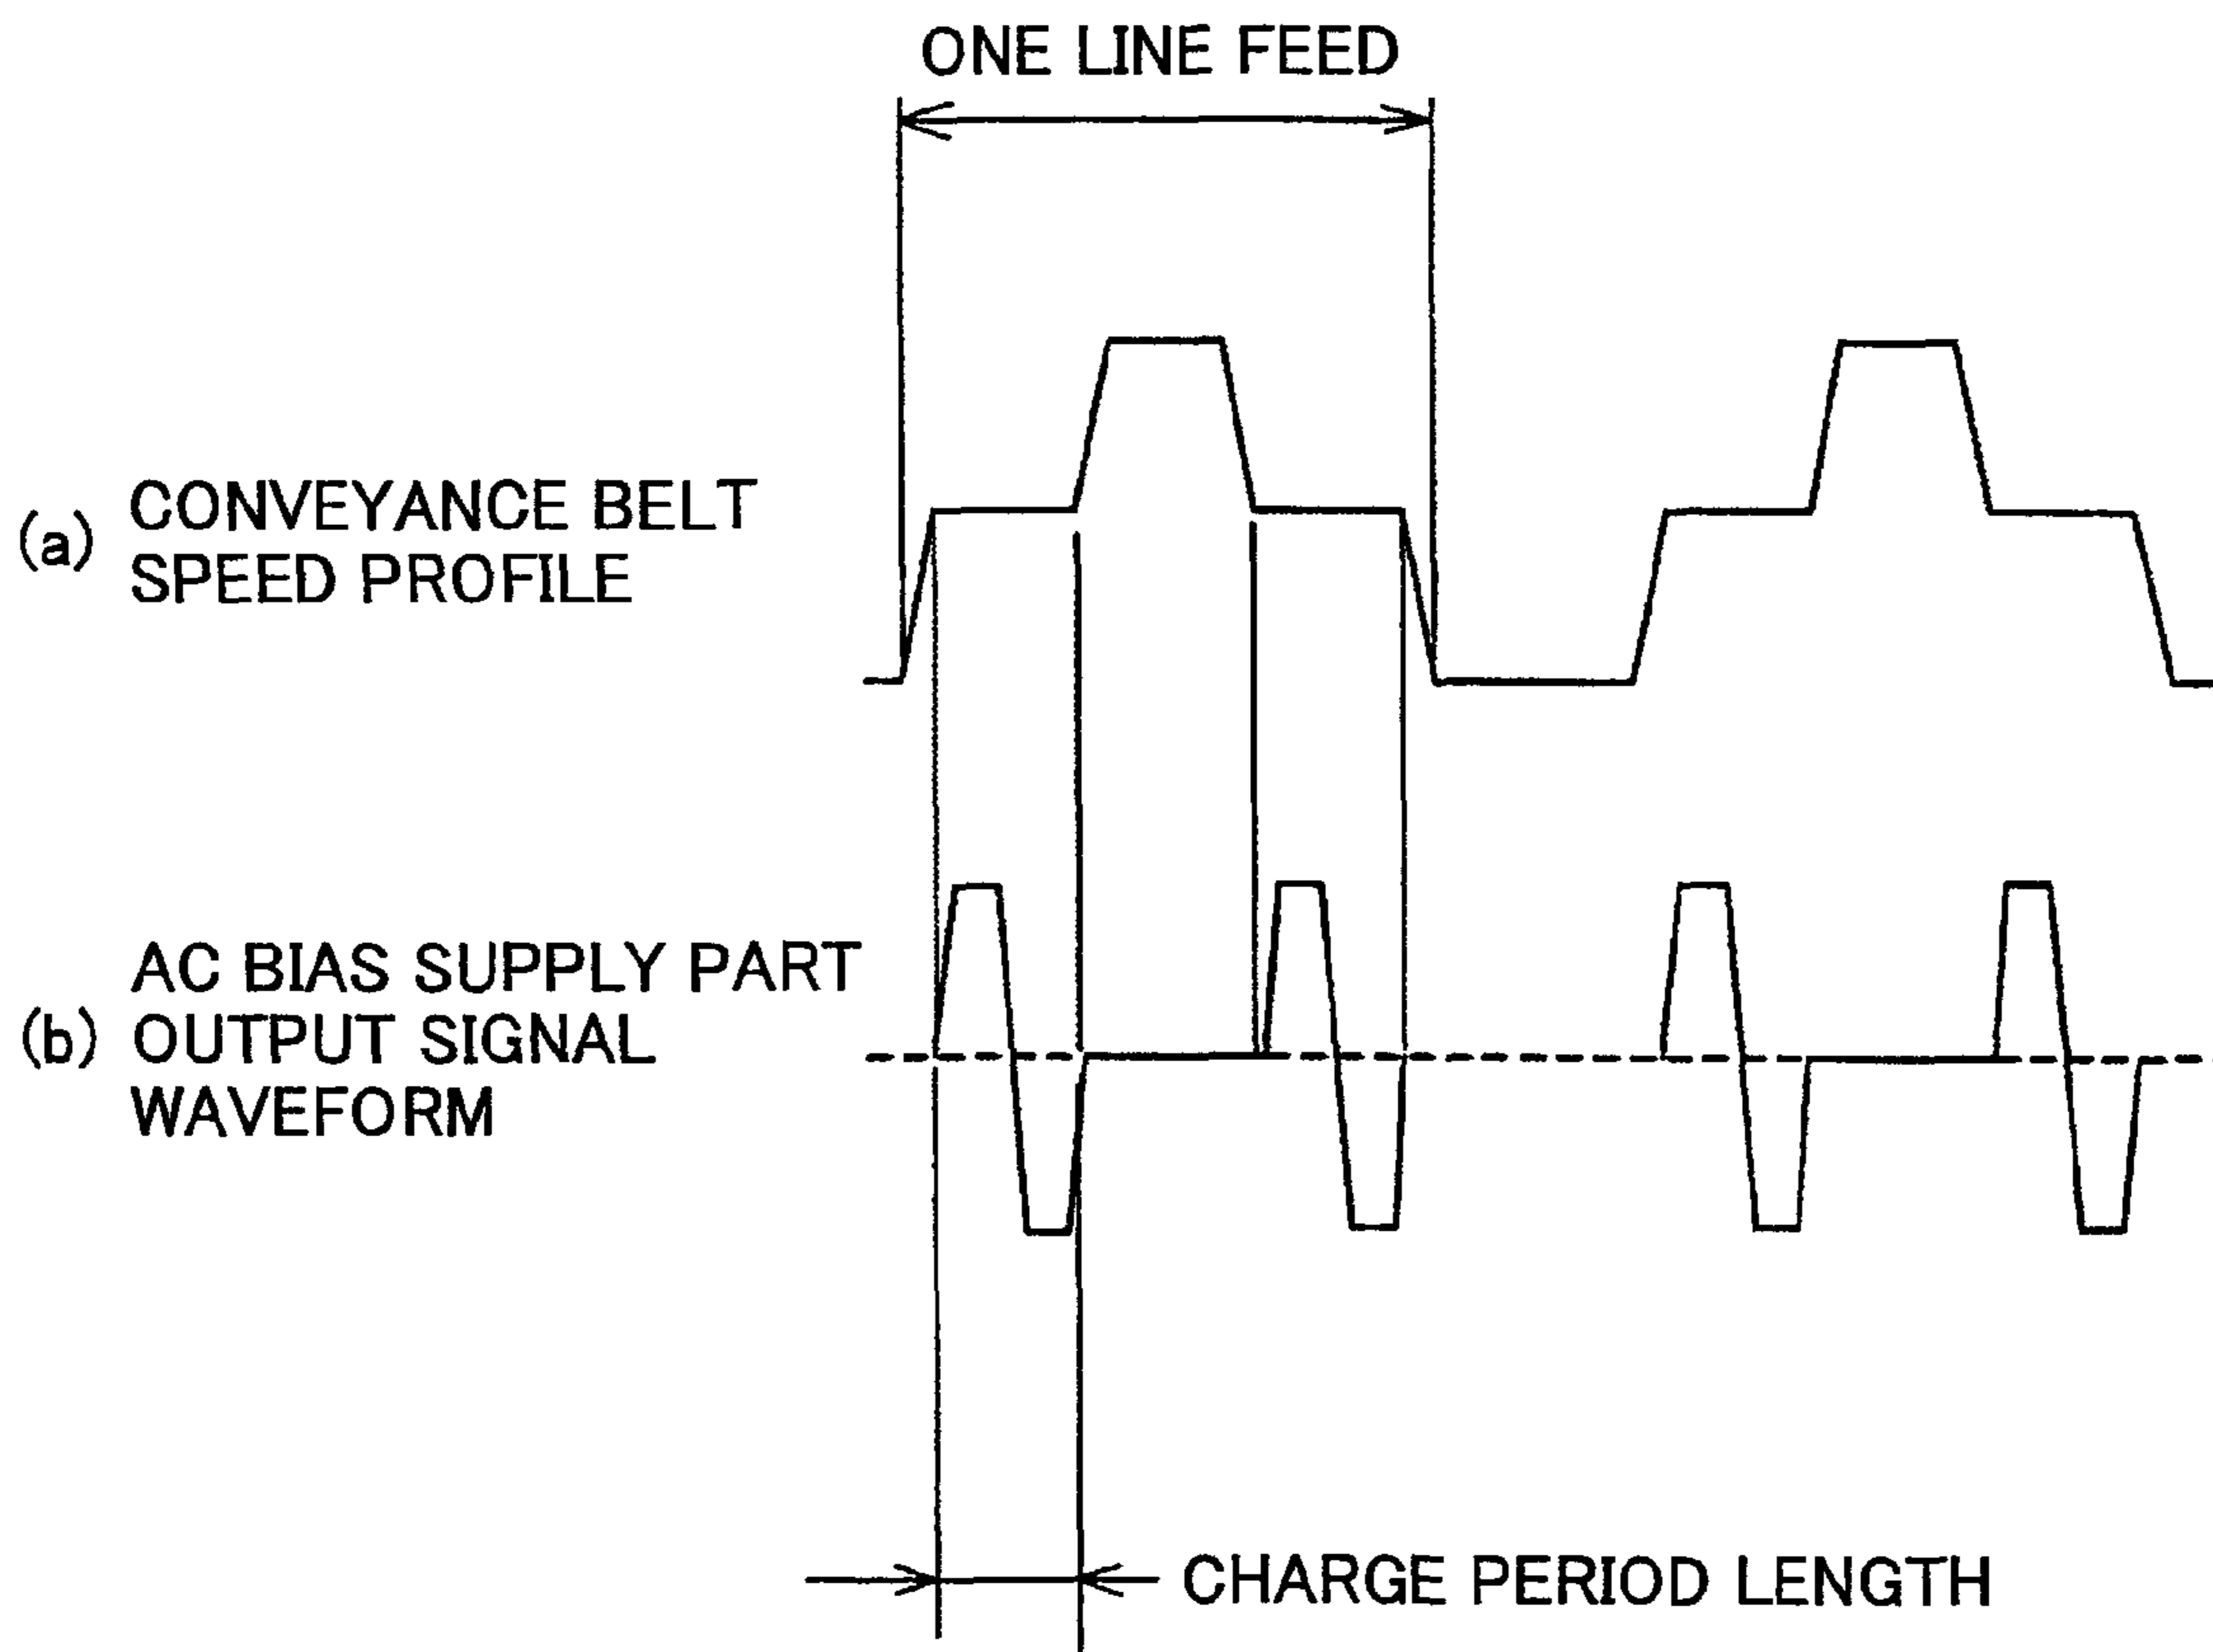 ONE LINE FEED
(a) CONVEYANCE BELT
SPEED PROFILE
AC BIAS SUPPLY PART
(b) OUTPUT SIGNAL
WAVEFORM
CHARGE PERIOD LENGTH